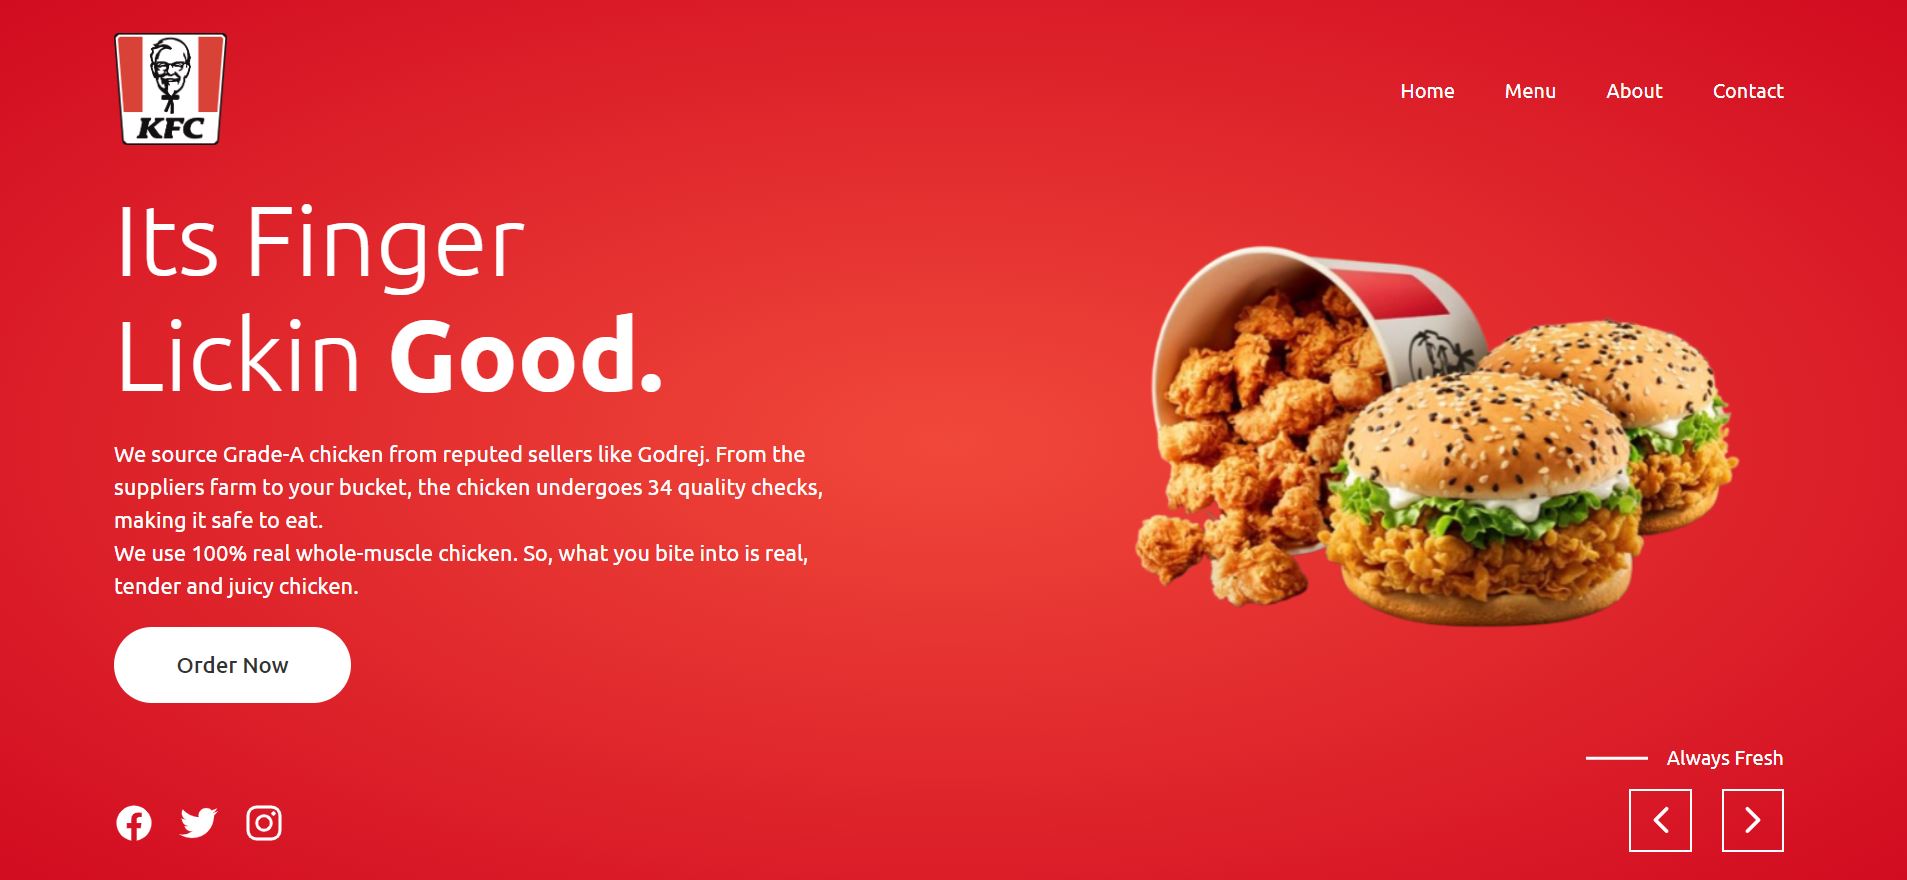 KFC
Home Menu About Contact
Its Finger
Lickin Good.
We source Grade-A chicken from reputed sellers like Godrej. From the
suppliers farm to your bucket, the chicken undergoes 34 quality checks,
making it safe to eat.
We use 100% real whole-muscle chicken. So, what you bite into is real,
tender and juicy chicken.
Order Now
Always Fresh